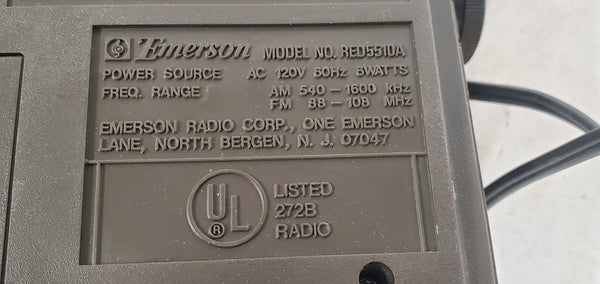 Emerson MODEL NO. RED5510A
POWER SOURCE AC 120V 60Hz 8WATTS
FREQ. RANGE AM 540-1600 kHz
FM 88-108 MHz
EMERSON RADIO CORP., ONE EMERSON
LANE, NORTH BERGEN, N. J. 07047
UL ®
LISTED
272B
RADIO